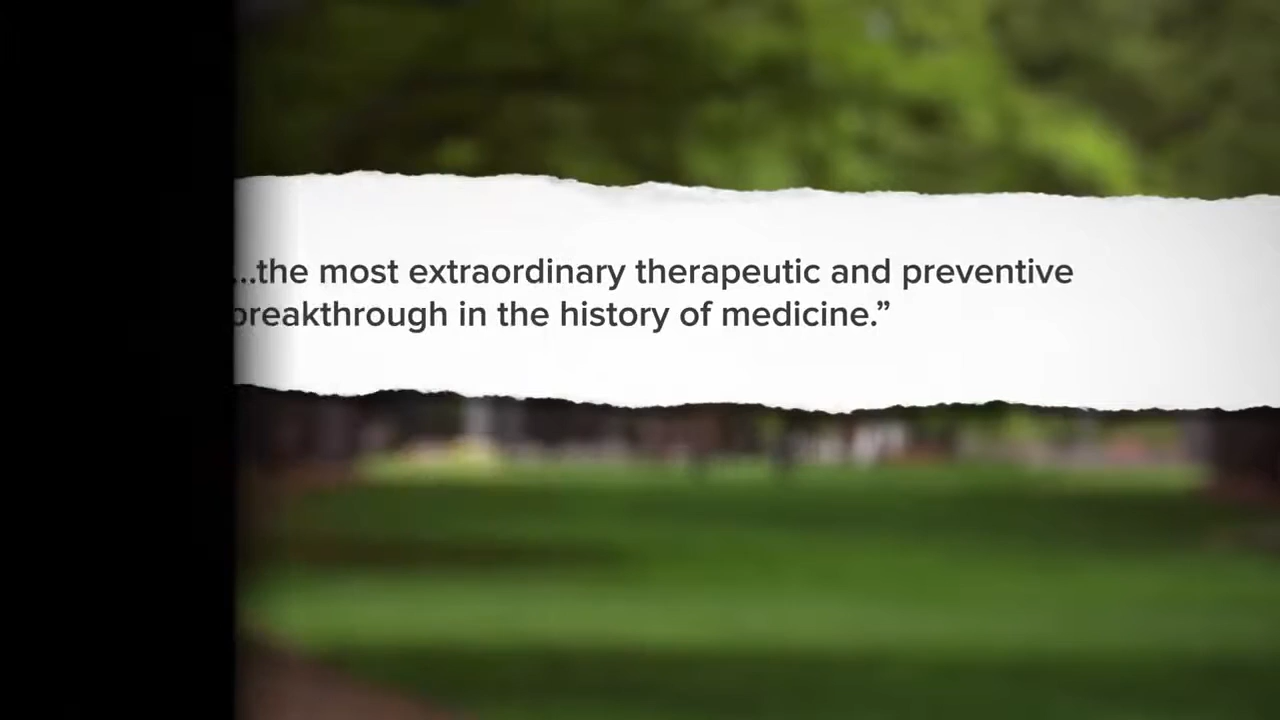 ...the most extraordinary therapeutic and preventive
breakthrough in the history of medicine.”